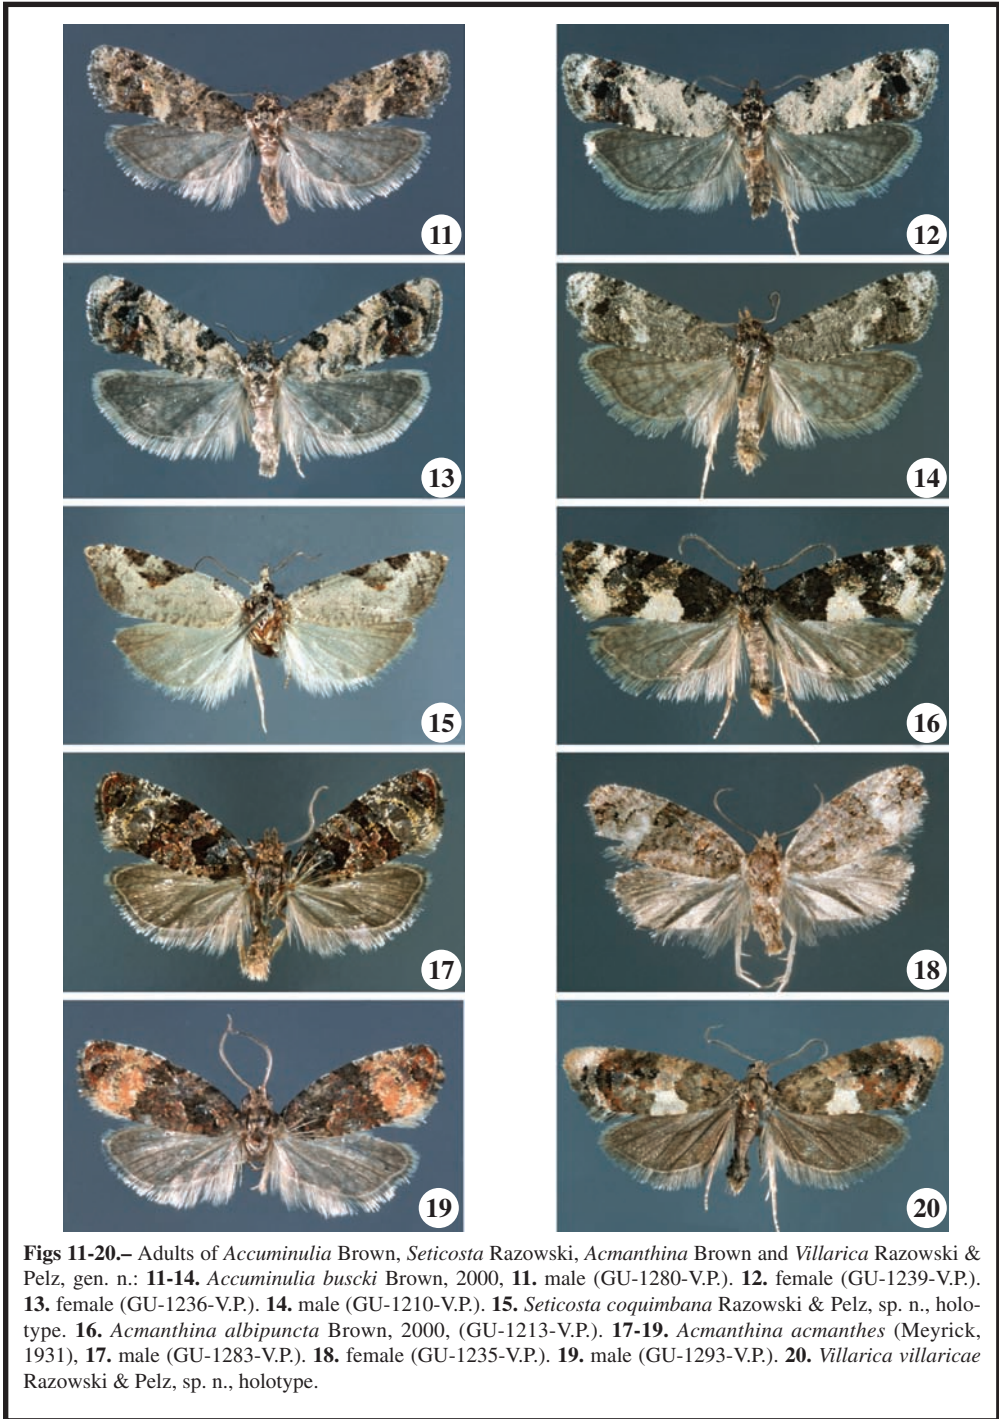 11
12
13
14
15
16
17
18
19
20
Figs 11-20.– Adults of Accuminulia Brown, Seticosta Razowski, Acmanthina Brown and Villarica Razowski &
Pelz, gen. n.: 11-14. Accuminulia buscki Brown, 2000, 11. male (GU-1280-V.P.). 12. female (GU-1239-V.P.).
13. female (GU-1236-V.P.). 14. male (GU-1210-V.P.). 15. Seticosta coquimbana Razowski & Pelz, sp. n., holo-
type. 16. Acmanthina albipuncta Brown, 2000, (GU-1213-V.P.). 17-19. Acmanthina acmanthes (Meyrick,
1931), 17. male (GU-1283-V.P.). 18. female (GU-1235-V.P.). 19. male (GU-1293-V.P.). 20. Villarica villaricae
Razowski & Pelz, sp. n., holotype.